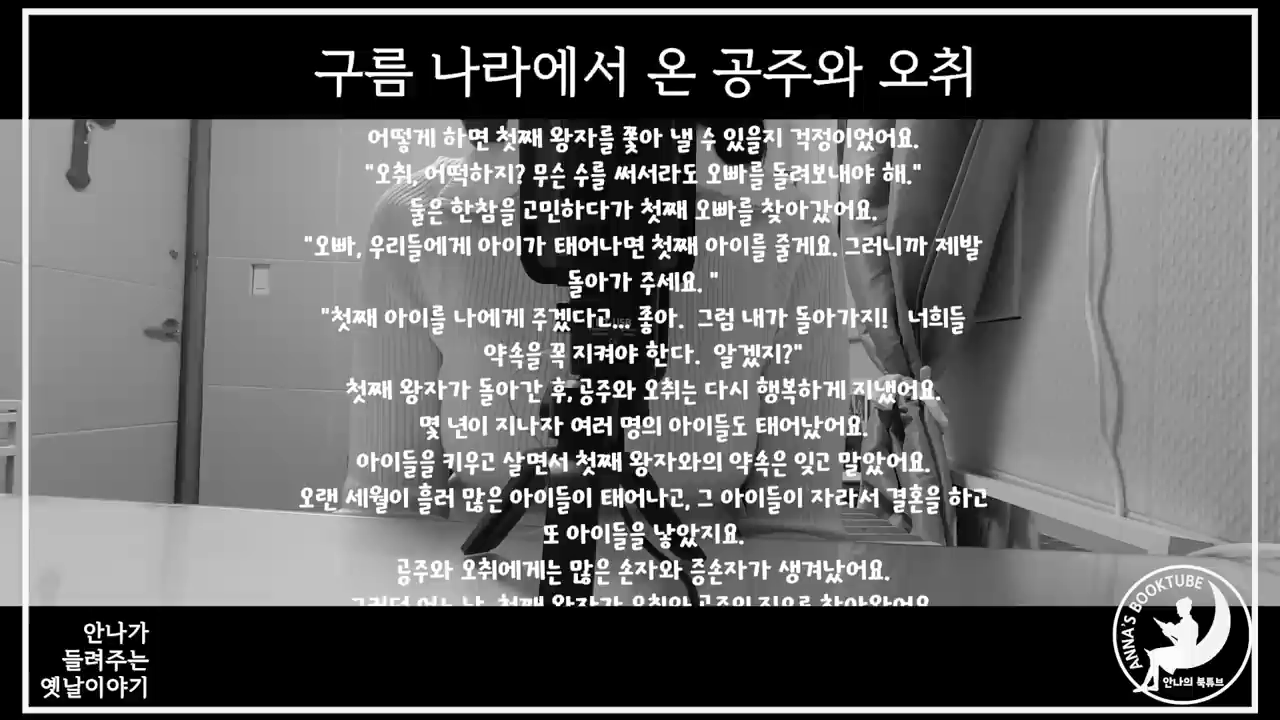 구름 나라에서 온 공주와 오취
어떻게 하면 첫째 왕자를 쫓아 낼 수 있을지 걱정이었어요.
"오취, 어떡하지? 무슨 수를 써서라도 오빠를 돌려보내야 해."
둘은 한참을 고민하다가 첫째 오빠를 찾아갔어요.
"오빠, 우리들에게 아이가 태어나면 첫째 아이를 줄게요. 그러니까 제발
돌아가 주세요. "
"첫째 아이를 나에게 주겠다고... 좋아. 그럼 내가 돌아가지! 너희들
약속을 꼭 지켜야 한다. 알겠지?"
첫째 왕자가 돌아간 후, 공주와 오취는 다시 행복하게 지냈어요.
몇 년이 지나자 여러 명의 아이들도 태어났어요.
아이들을 키우고 살면서 첫째 왕자와의 약속은 잊고 말았어요.
오랜 세월이 흘러 많은 아이들이 태어나고, 그 아이들이 자라서 결혼을 하고
또 아이들을 낳았지요.
공주와 오취에게는 많은 손자와 증손자가 생겨났어요.
안나가
들려주는
옛날이야기
ANNA'S BOOKTUBE
안나의 북튜브